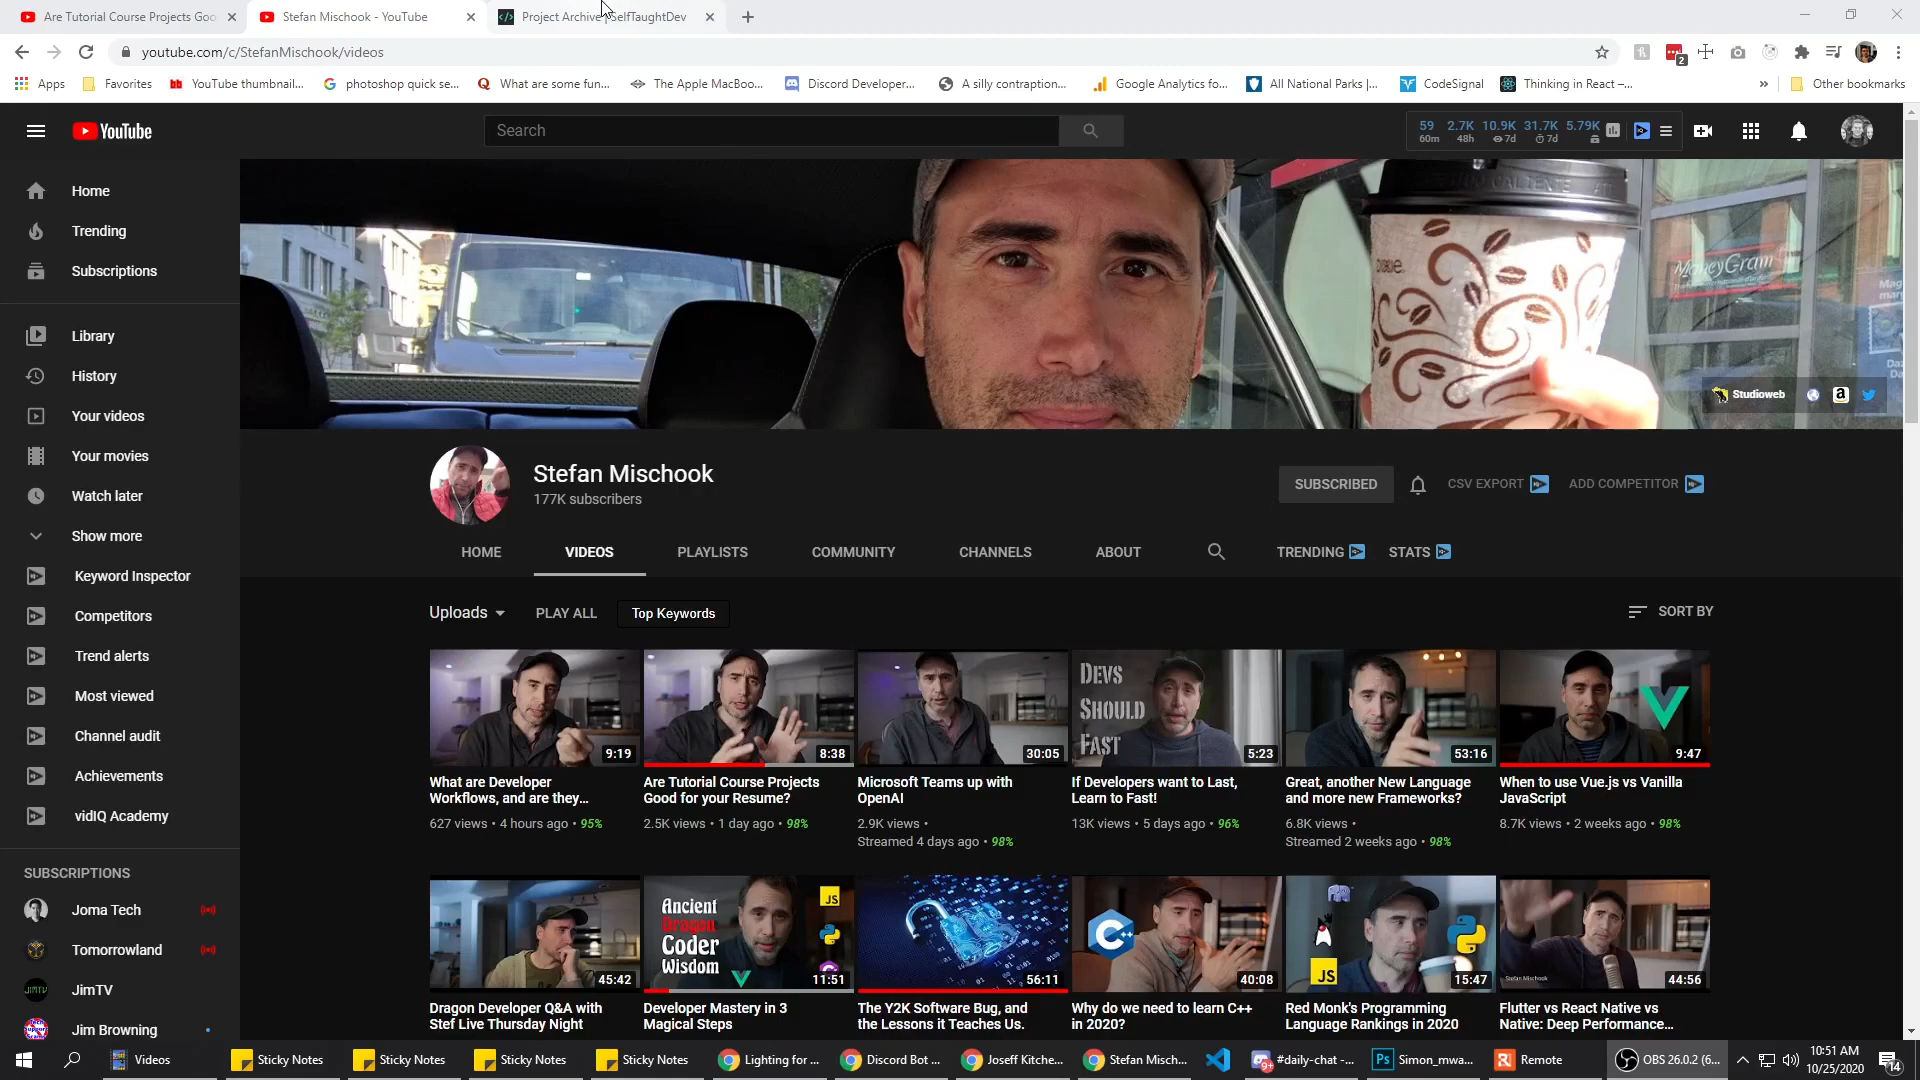 Are Tutorial Course Projects Goo
Stefan Mischook - YouTube
Project Archive | SelfTaughtDev
youtube.com/c/StefanMischook/videos
2
Apps
Favorites
YouTube thumbnail...
photoshop quick se...
What are some fun...
The Apple MacBoo...
Discord Developer...
A silly contraption...
Google Analytics fo...
All National Parks |...
CodeSignal
Thinking in React –...
»
Other bookmarks
YouTube
Search
59 2.7K 10.9K 31.7K 5.79K
60m 48h 7d 7d
Home
Trending
Subscriptions
Library
History
Your videos
Your movies
Watch later
Show more
Keyword Inspector
Competitors
Trend alerts
Most viewed
Channel audit
Achievements
vidIQ Academy
SUBSCRIPTIONS
Joma Tech
Tomorrowland
JIMTV
JimTV
Jim Browning
MoneyGram
Studioweb
Stefan Mischook
177K subscribers
SUBSCRIBED
CSV EXPORT
ADD COMPETITOR
HOME
VIDEOS
PLAYLISTS
COMMUNITY
CHANNELS
ABOUT
TRENDING
STATS
Uploads
PLAY ALL
Top Keywords
SORT BY
9:19
What are Developer
Workflows, and are they...
627 views • 4 hours ago • 95%
8:38
Are Tutorial Course Projects
Good for your Resume?
2.5K views • 1 day ago • 98%
30:05
Microsoft Teams up with
OpenAI
2.9K views •
Streamed 4 days ago • 98%
DEVS
SHOULD
FAST
5:23
If Developers want to Last,
Learn to Fast!
13K views • 5 days ago • 96%
53:16
Great, another New Language
and more new Frameworks?
6.8K views •
Streamed 2 weeks ago • 98%
9:47
When to use Vue.js vs Vanilla
JavaScript
8.7K views • 2 weeks ago • 98%
45:42
Dragon Developer Q&A with
Stef Live Thursday Night
Ancient
Dragon
Coder
Wisdom
JS
11:51
Developer Mastery in 3
Magical Steps
56:11
The Y2K Software Bug, and
the Lessons it Teaches Us.
C++
40:08
Why do we need to learn C++
in 2020?
php
JS
15:47
Red Monk's Programming
Language Rankings in 2020
Stefan Mischook
44:56
Flutter vs React Native vs
Native: Deep Performance...
Videos
Sticky Notes
Sticky Notes
Sticky Notes
Sticky Notes
Lighting for ...
Discord Bot ...
Joseff Kitche...
Stefan Misch...
9+
#daily-chat -...
Ps
Simon_mwa...
Remote
OBS 26.0.2 (6...
10:51 AM
10/25/2020
14